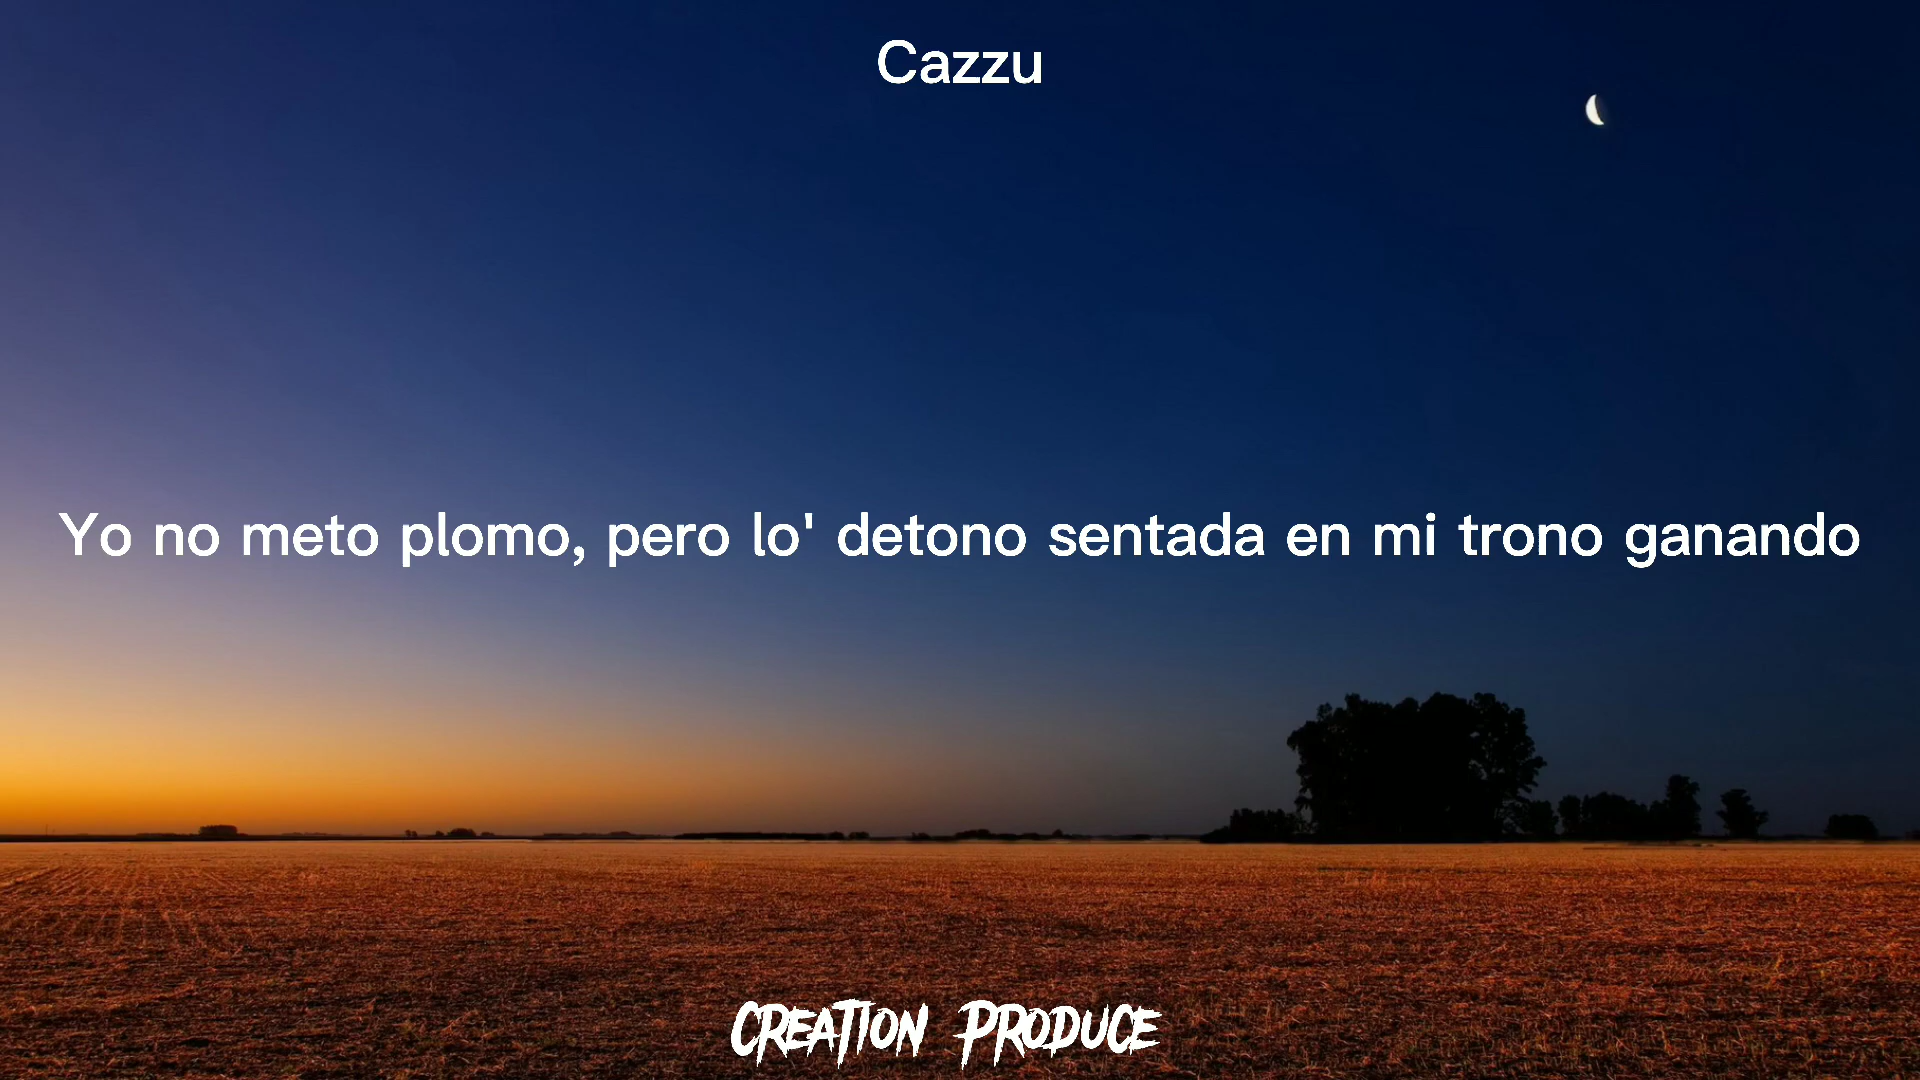 Cazzu
Yo no meto plomo, pero lo' detono sentada en mi trono ganando
CREATION PRODUCE